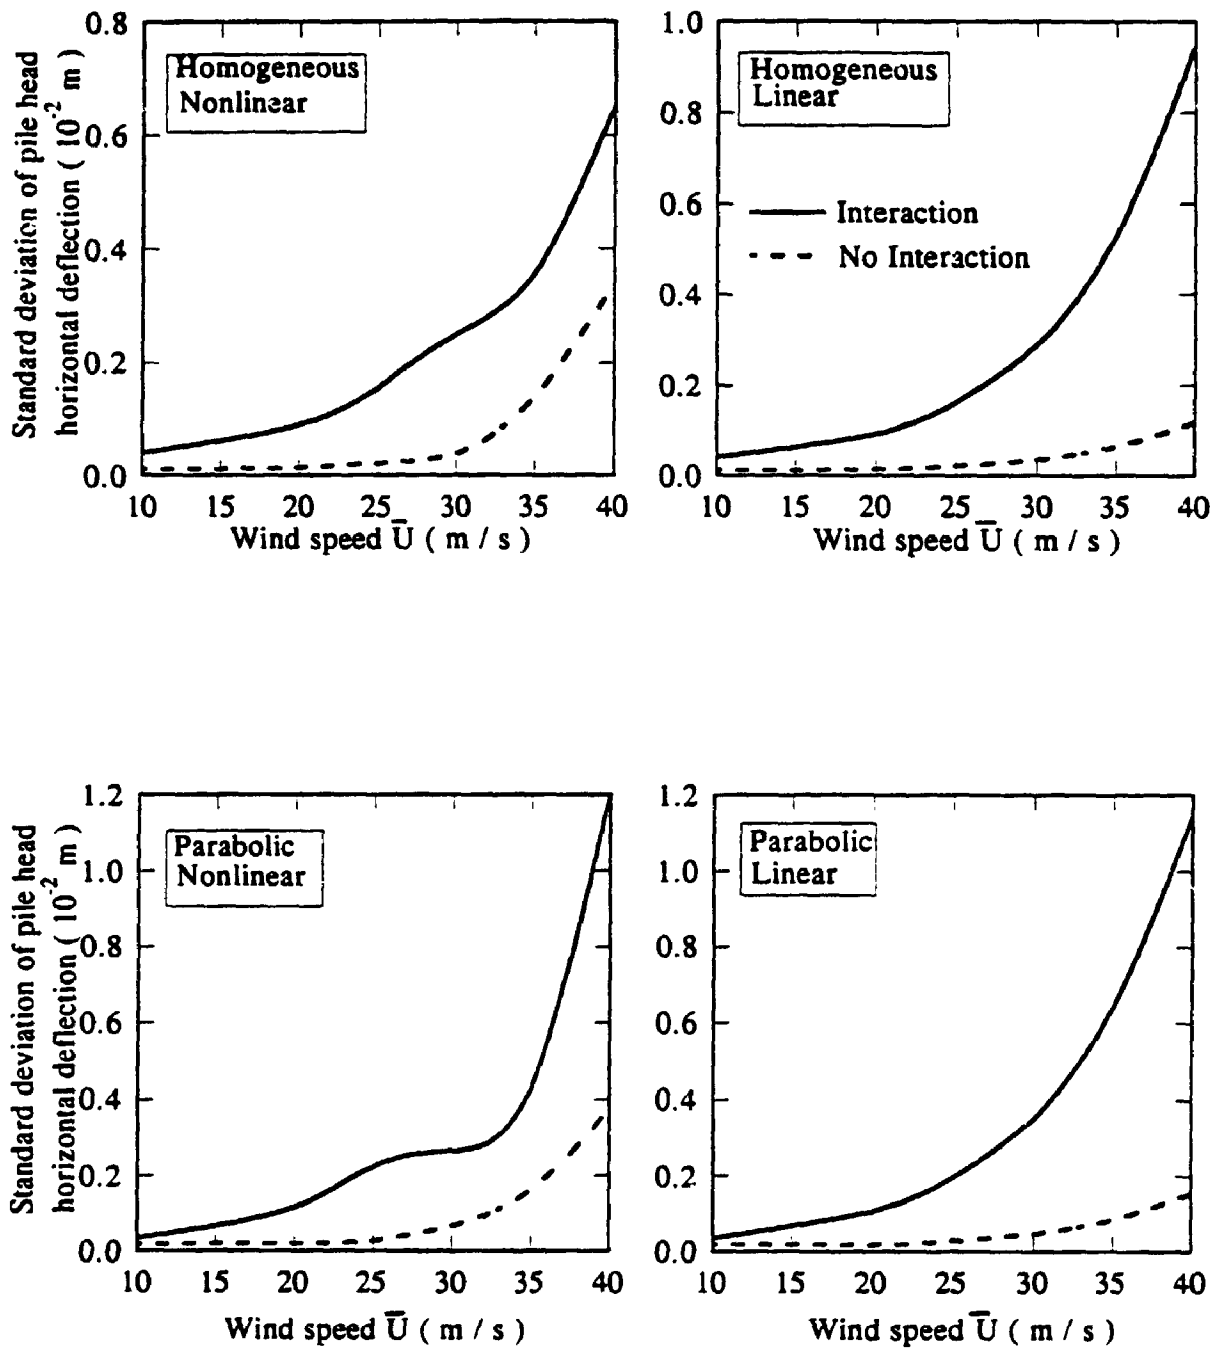 Standard deviation of pile head
horizontal deflection ( 10⁻² m )
0.8
0.6
0.4
0.2
0.0
Homogeneous
Nonlinear
10 15 20 25 30 35 40
Wind speed U̅ ( m / s )
1.0
0.8
0.6
0.4
0.2
0.0
Homogeneous
Linear
Interaction
No Interaction
10 15 20 25 30 35 40
Wind speed U̅ ( m / s )
Standard deviation of pile head
horizontal deflection ( 10⁻² m )
1.2
1.0
0.8
0.6
0.4
0.2
0.0
Parabolic
Nonlinear
10 15 20 25 30 35 40
Wind speed U̅ ( m / s )
1.2
1.0
0.8
0.6
0.4
0.2
0.0
Parabolic
Linear
10 15 20 25 30 35 40
Wind speed U̅ ( m / s )